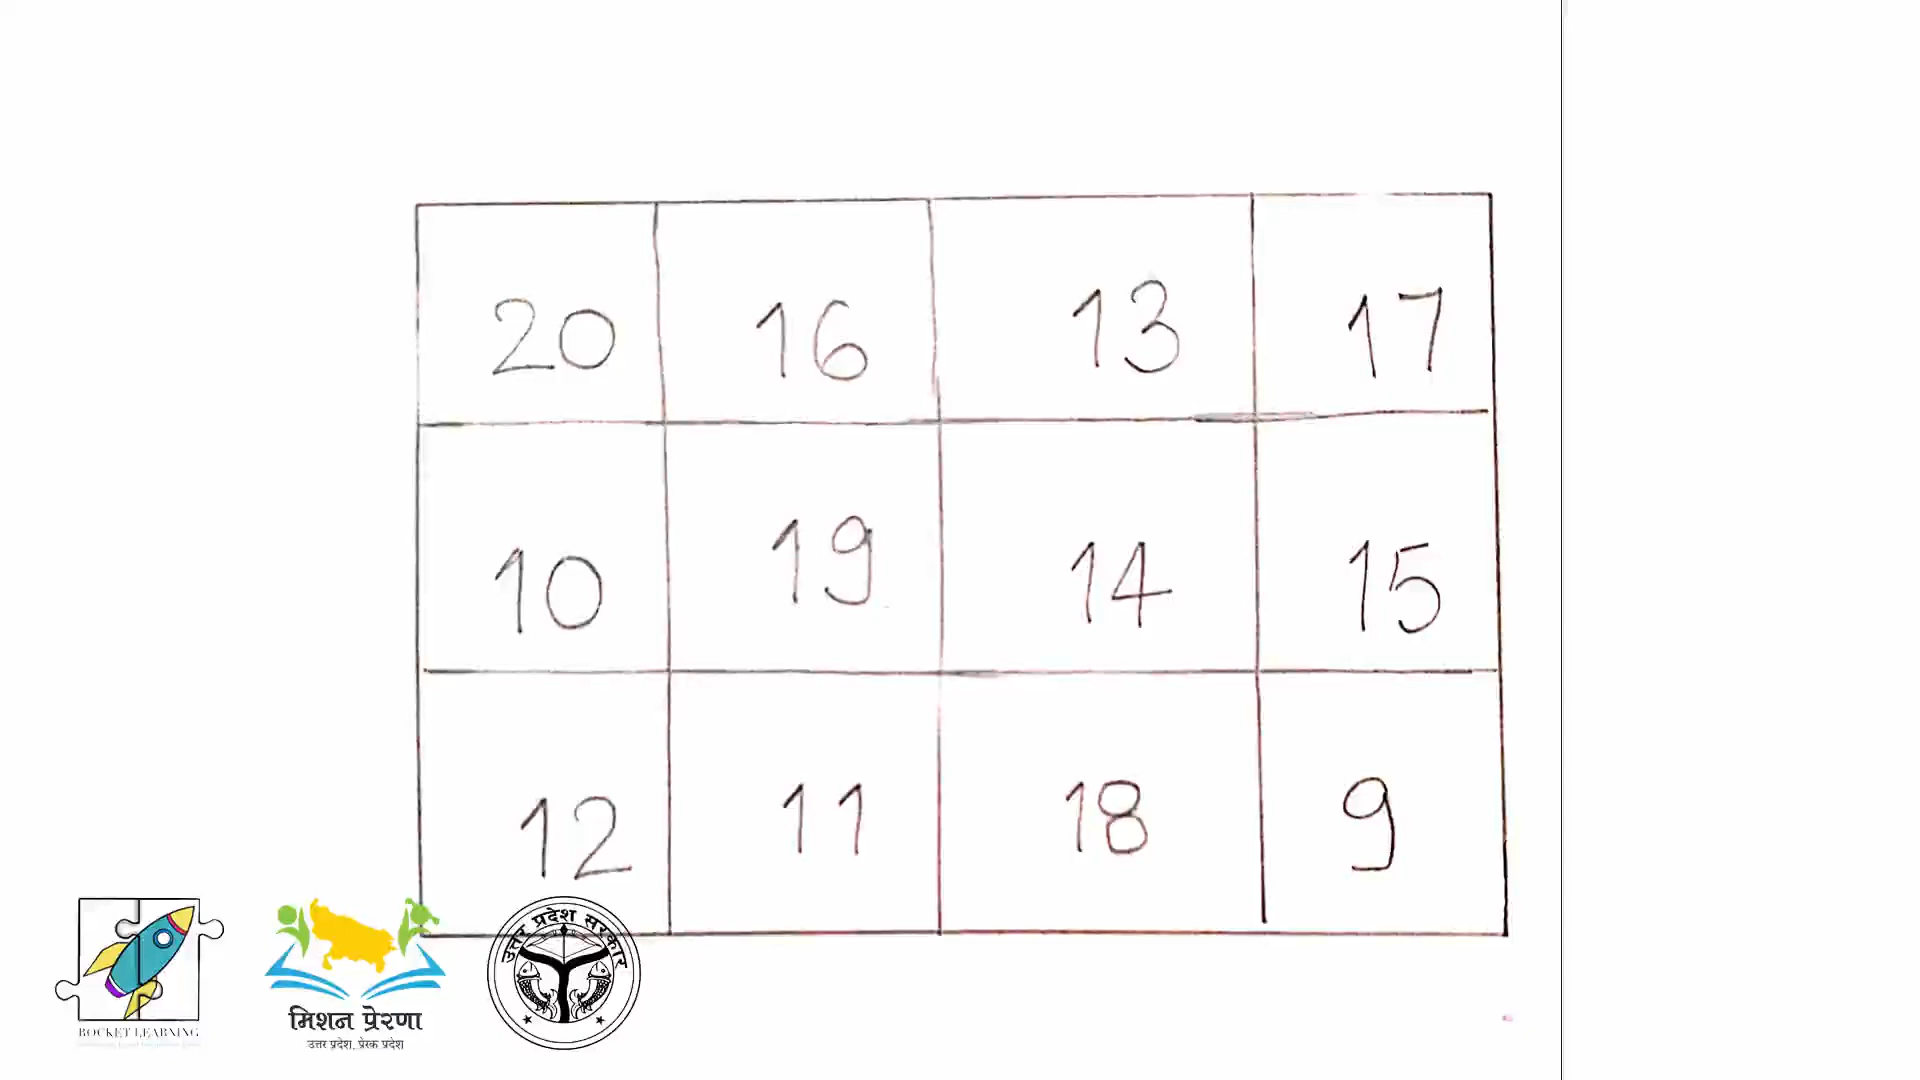 20 16 13 17
10 19 14 15
12 11 18 9
ROCKET LEARNING
मिशन प्रेरणा
उत्तर प्रदेश, प्रेरक प्रदेश
उत्तर प्रदेश सरकार